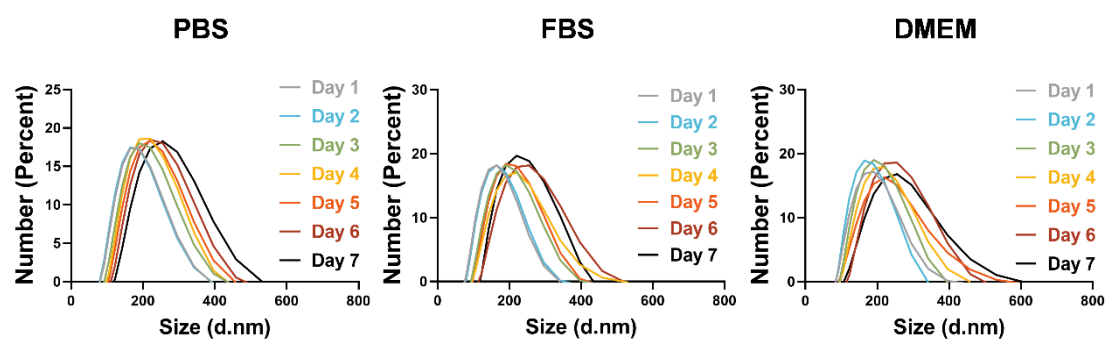 PBS
FBS
DMEM
Number (Percent)
25
20
15
10
5
0
0
200
400
600
800
Size (d.nm)
Day 1
Day 2
Day 3
Day 4
Day 5
Day 6
Day 7
Number (Percent)
30
20
10
0
0
200
400
600
800
Size (d.nm)
Day 1
Day 2
Day 3
Day 4
Day 5
Day 6
Day 7
Number (Percent)
30
20
10
0
0
200
400
600
800
Size (d.nm)
Day 1
Day 2
Day 3
Day 4
Day 5
Day 6
Day 7